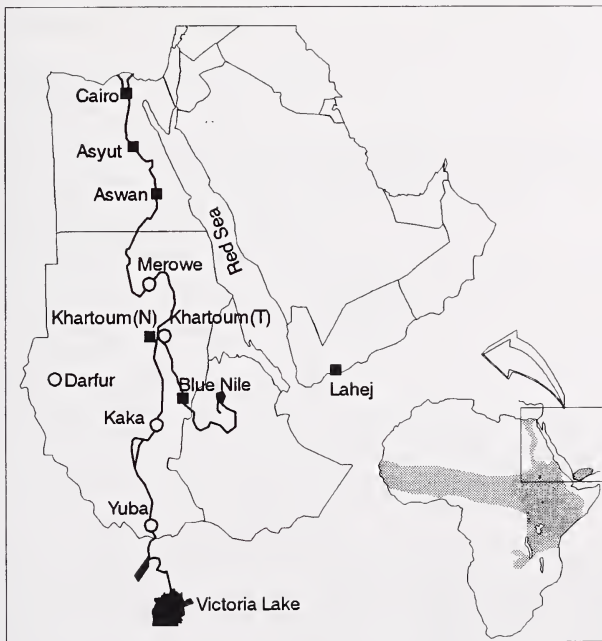 Cairo
Asyut
Aswan
Red Sea
Merowe
Khartoum(N)
Khartoum(T)
Darfur
Blue Nile
Lahej
Kaka
Yuba
Victoria Lake